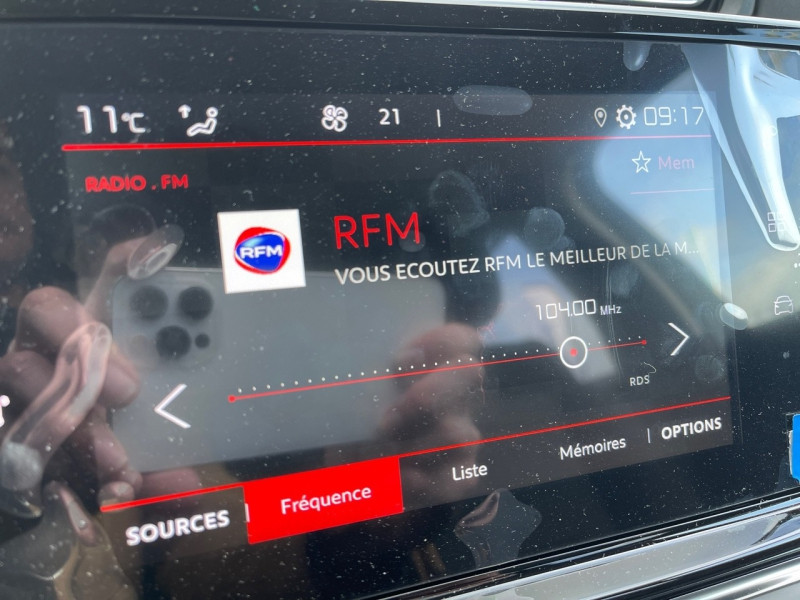 11°C 21 | 09:17
Mem
RADIO . FM
RFM
RFM
VOUS ECOUTEZ RFM LE MEILLEUR DE LA M...
104.00 MHz
RDS
SOURCES | Fréquence Liste Mémoires | OPTIONS